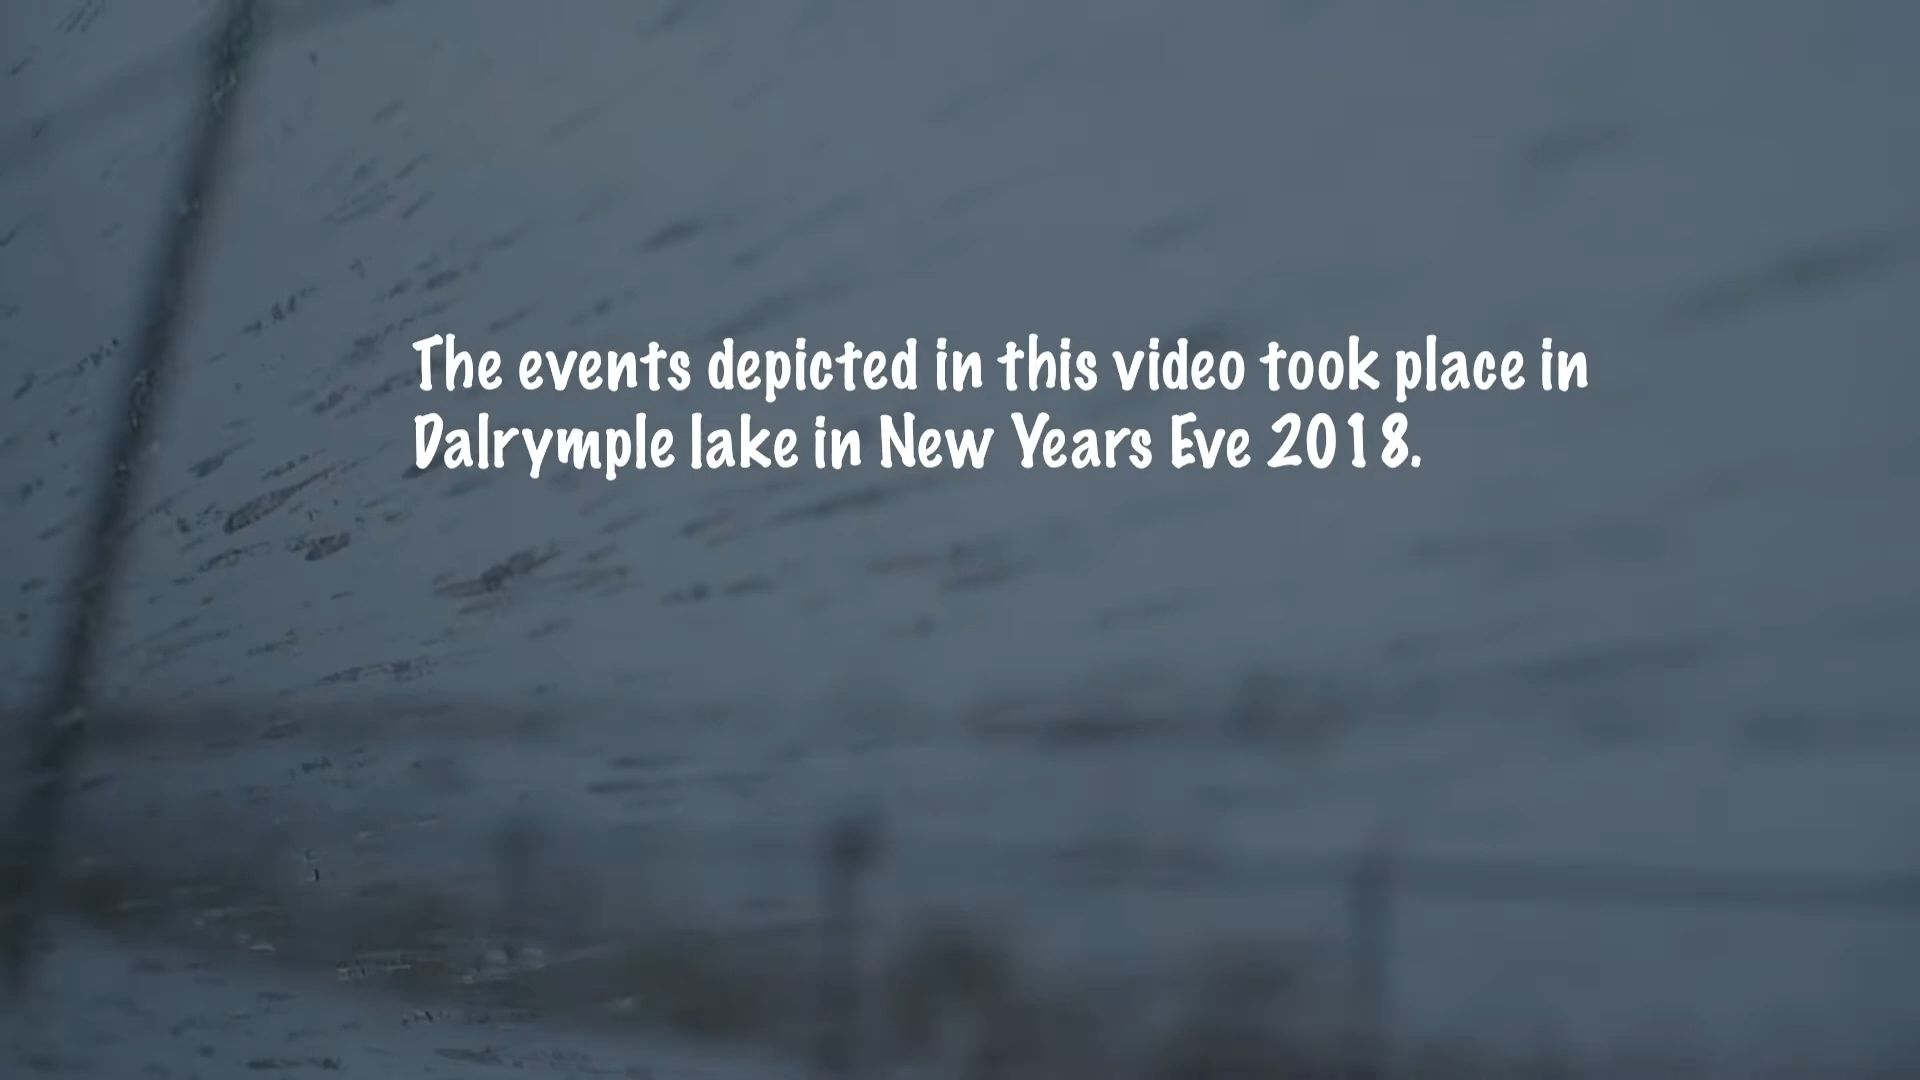 The events depicted in this video took place in
Dalrymple lake in New Years Eve 2018.